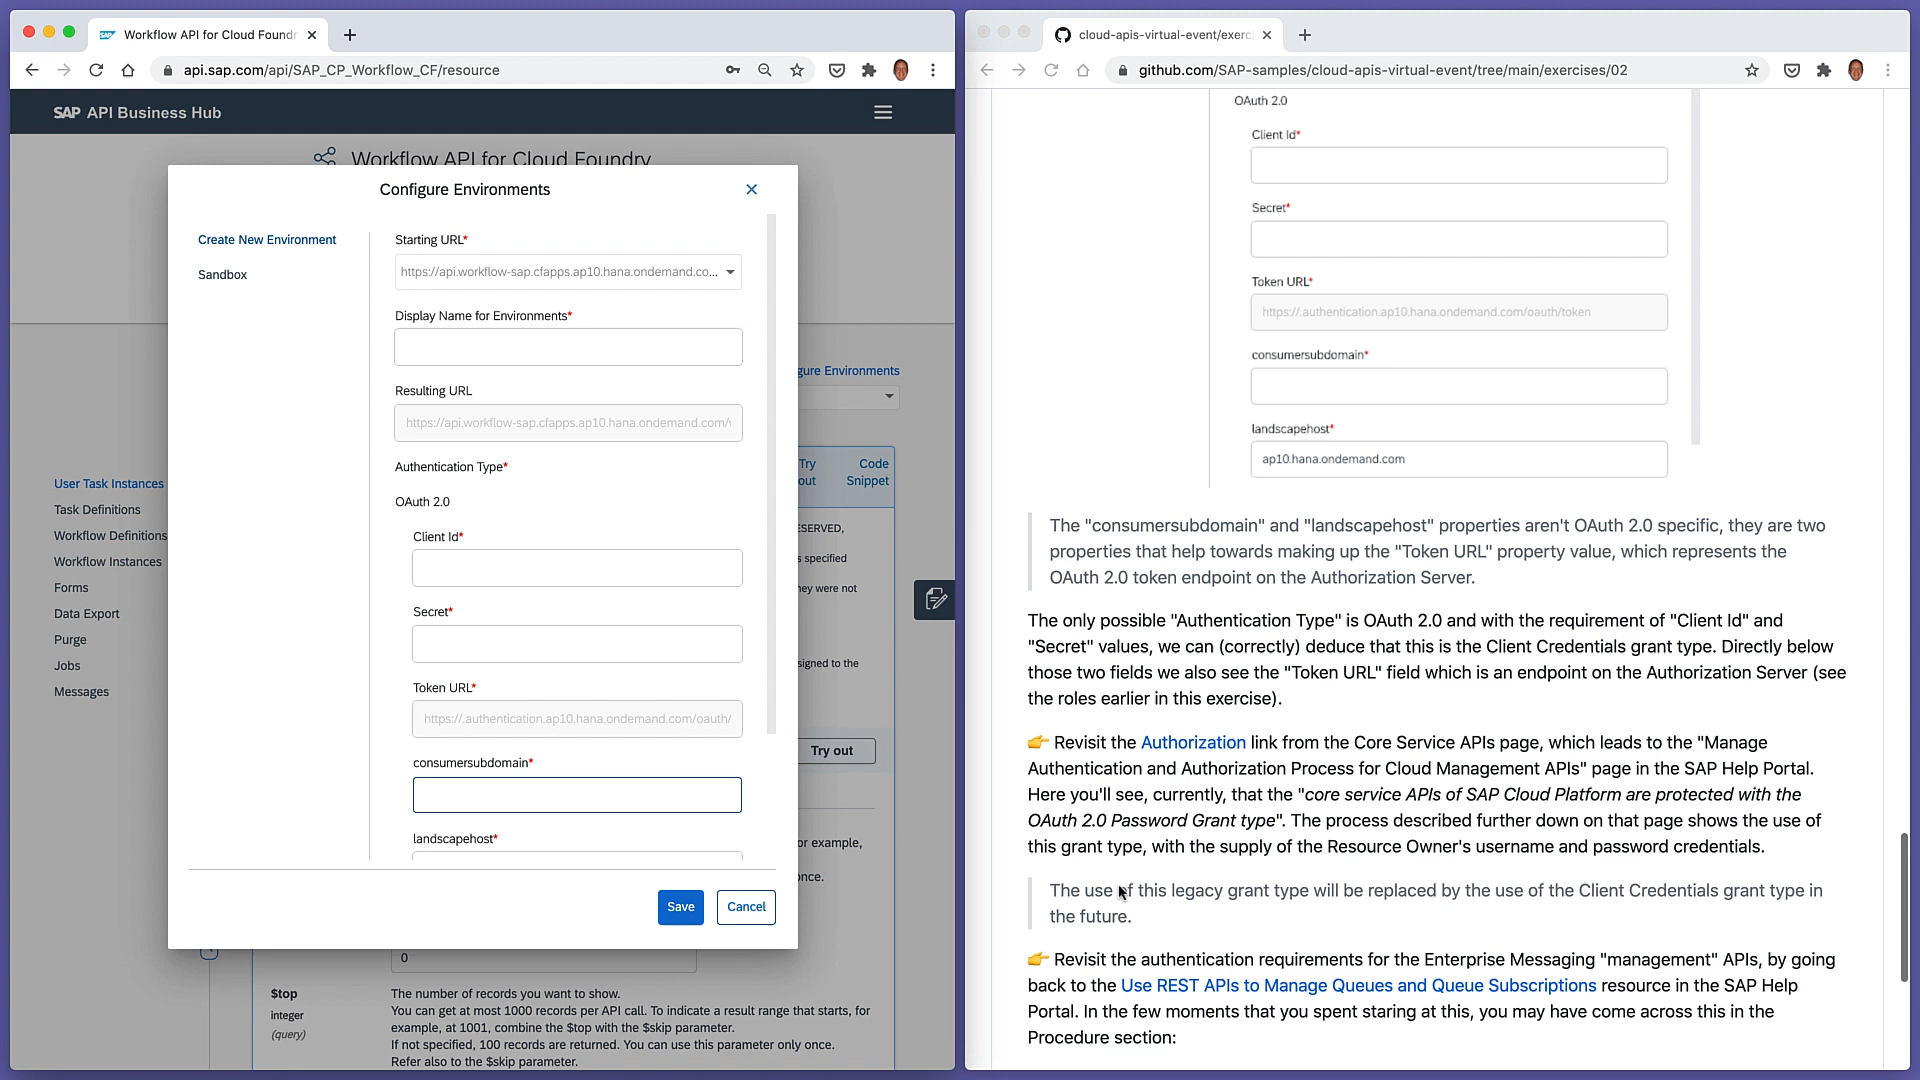 Workflow API for Cloud Foundr
api.sap.com/api/SAP_CP_Workflow_CF/resource
SAP API Business Hub
Workflow API for Cloud Foundry
Configure Environments
Create New Environment
Sandbox
Starting URL*
https://api.workflow-sap.cfapps.ap10.hana.ondemand.co...
Display Name for Environments*
Resulting URL
https://api.workflow-sap.cfapps.ap10.hana.ondemand.com/
Authentication Type*
OAuth 2.0
Client Id*
Secret*
Token URL*
https://.authentication.ap10.hana.ondemand.com/oauth/
consumersubdomain*
landscapehost*
Save
Cancel
gure Environments
User Task Instances
Task Definitions
Workflow Definitions
Workflow Instances
Forms
Data Export
Purge
Jobs
Messages
Try
out
Code
Snippet
ESERVED,
s specified
hey were not
signed to the
Try out
or example,
once.
0
$top
integer
(query)
The number of records you want to show.
You can get at most 1000 records per API call. To indicate a result range that starts, for
example, at 1001, combine the $top with the $skip parameter.
If not specified, 100 records are returned. You can use this parameter only once.
Refer also to the $skip parameter.
cloud-apis-virtual-event/exerc
github.com/SAP-samples/cloud-apis-virtual-event/tree/main/exercises/02
OAuth 2.0
Client Id*
Secret*
Token URL*
https://.authentication.ap10.hana.ondemand.com/oauth/token
consumersubdomain*
landscapehost*
ap10.hana.ondemand.com
The "consumersubdomain" and "landscapehost" properties aren't OAuth 2.0 specific, they are two
properties that help towards making up the "Token URL" property value, which represents the
OAuth 2.0 token endpoint on the Authorization Server.
The only possible "Authentication Type" is OAuth 2.0 and with the requirement of "Client Id" and
"Secret" values, we can (correctly) deduce that this is the Client Credentials grant type. Directly below
those two fields we also see the "Token URL" field which is an endpoint on the Authorization Server (see
the roles earlier in this exercise).
👉 Revisit the Authorization link from the Core Service APIs page, which leads to the "Manage
Authentication and Authorization Process for Cloud Management APIs" page in the SAP Help Portal.
Here you'll see, currently, that the "core service APIs of SAP Cloud Platform are protected with the
OAuth 2.0 Password Grant type". The process described further down on that page shows the use of
this grant type, with the supply of the Resource Owner's username and password credentials.
The use of this legacy grant type will be replaced by the use of the Client Credentials grant type in
the future.
👉 Revisit the authentication requirements for the Enterprise Messaging "management" APIs, by going
back to the Use REST APIs to Manage Queues and Queue Subscriptions resource in the SAP Help
Portal. In the few moments that you spent staring at this, you may have come across this in the
Procedure section: